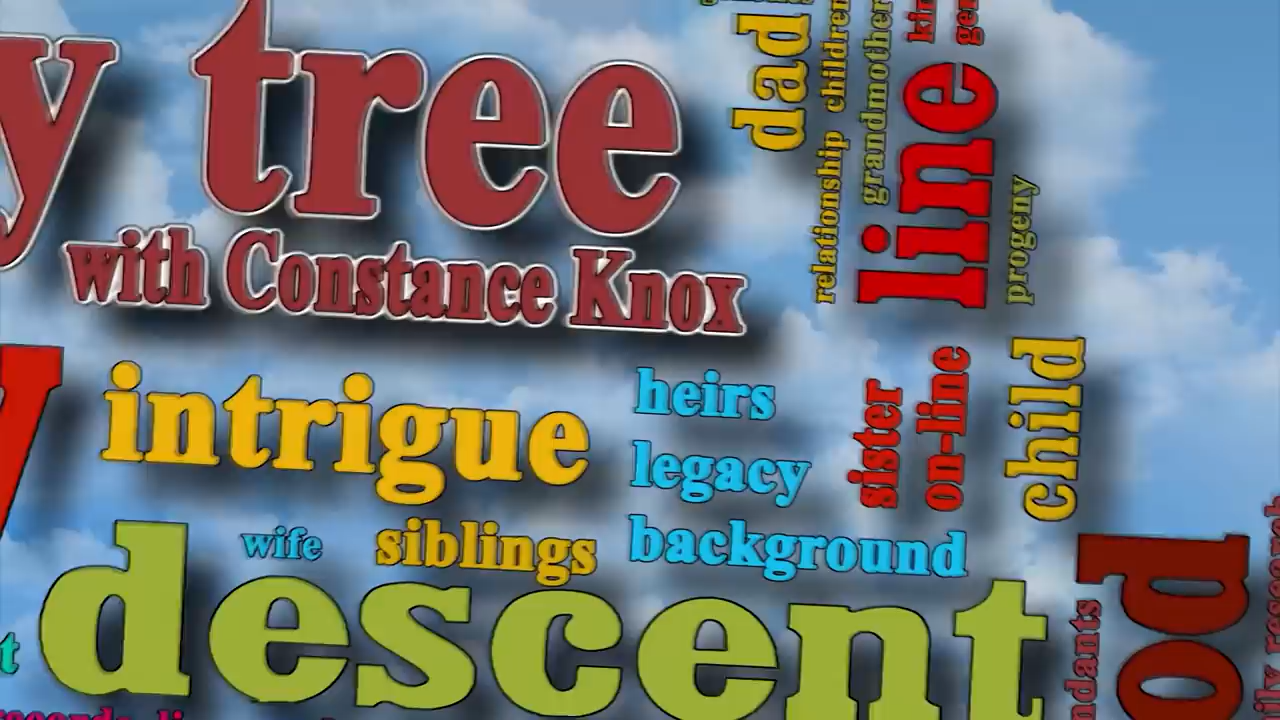 y tree
with Constance Knox
dad
relationship children
grandmother
line
progeny
intrigue
heirs
legacy
background
sister
on-line
child
wife
siblings
descent